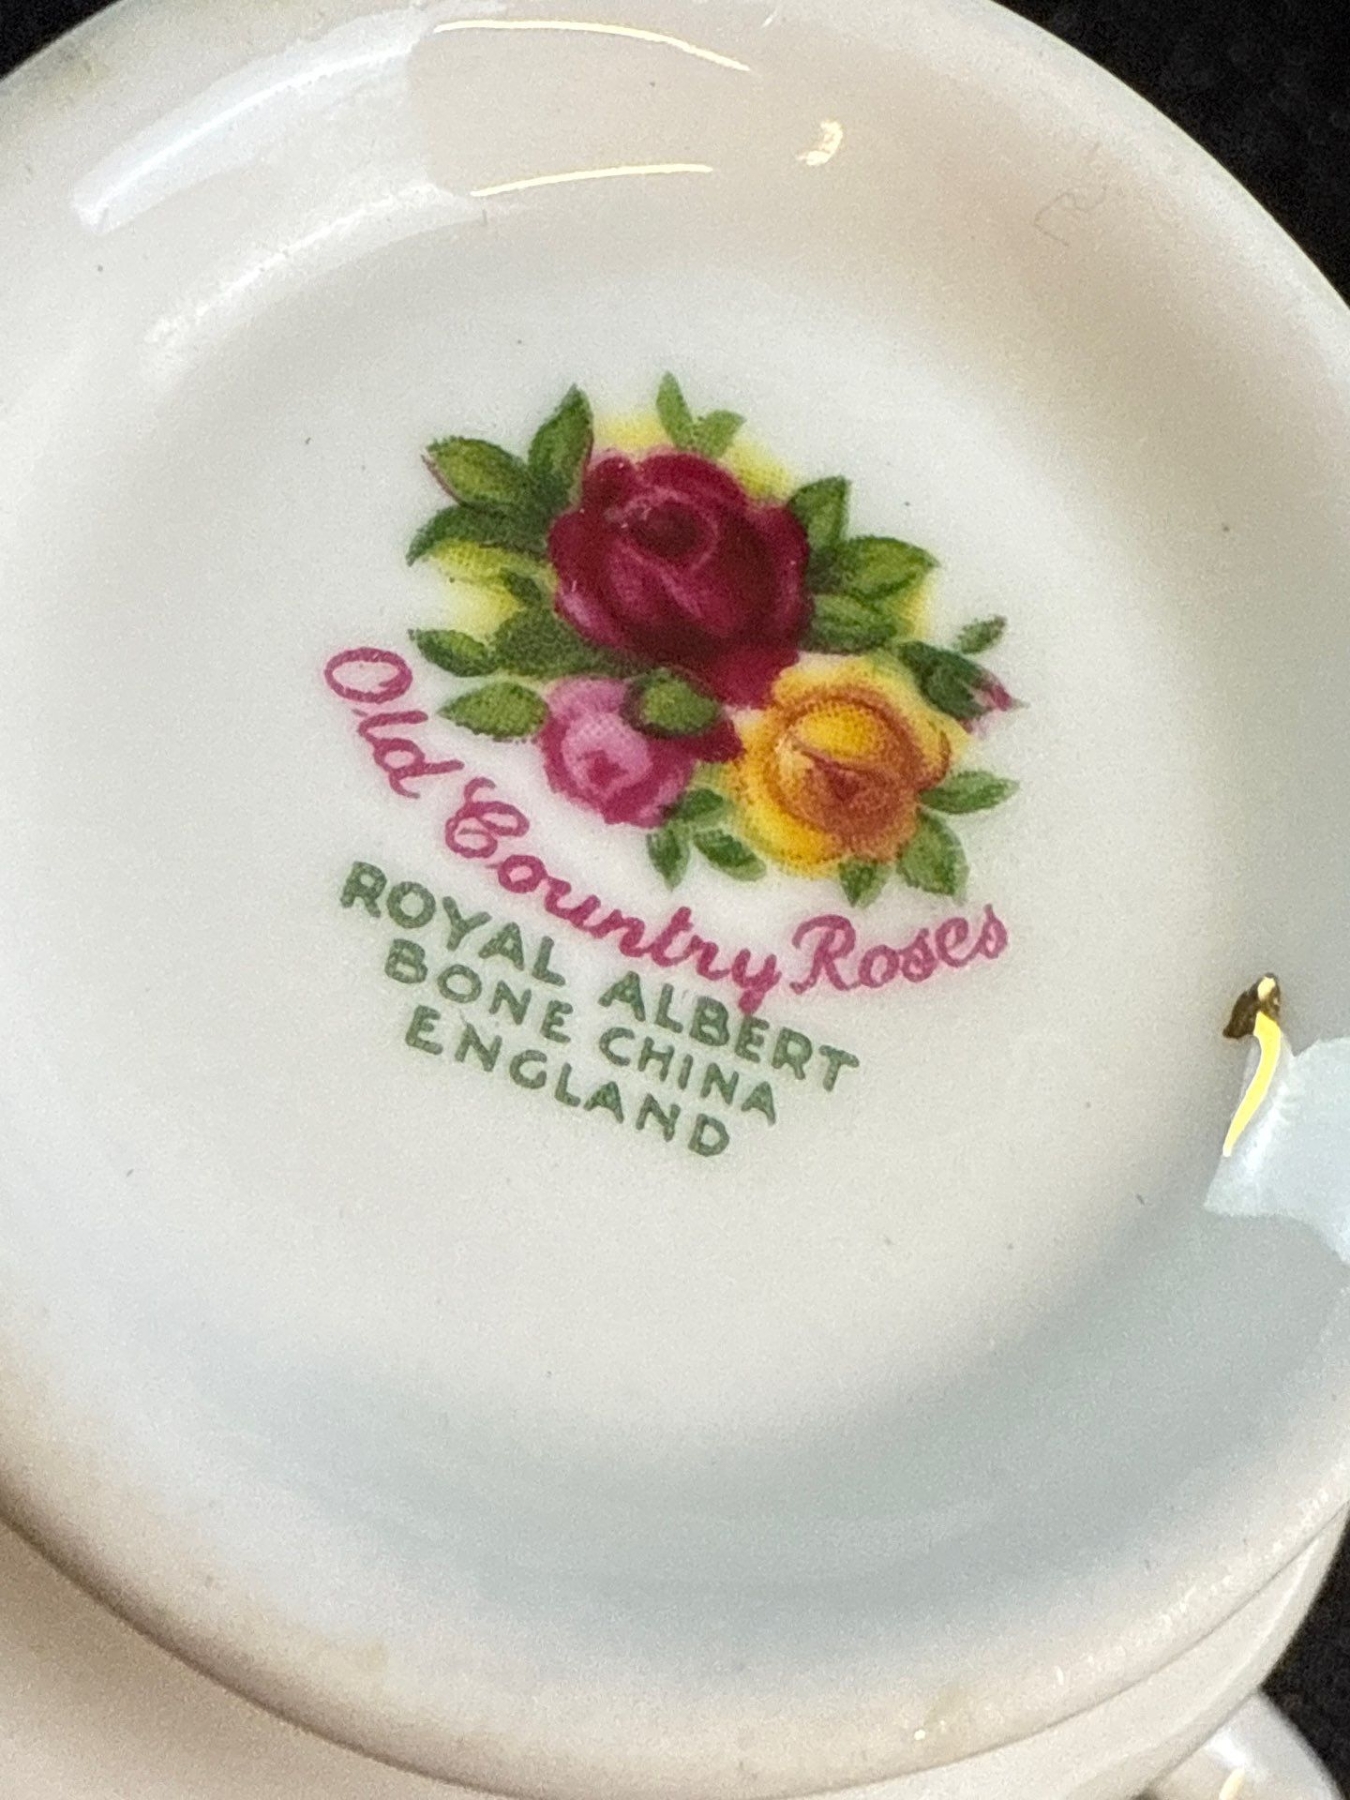 Old Country Roses
ROYAL ALBERT
BONE CHINA
ENGLAND